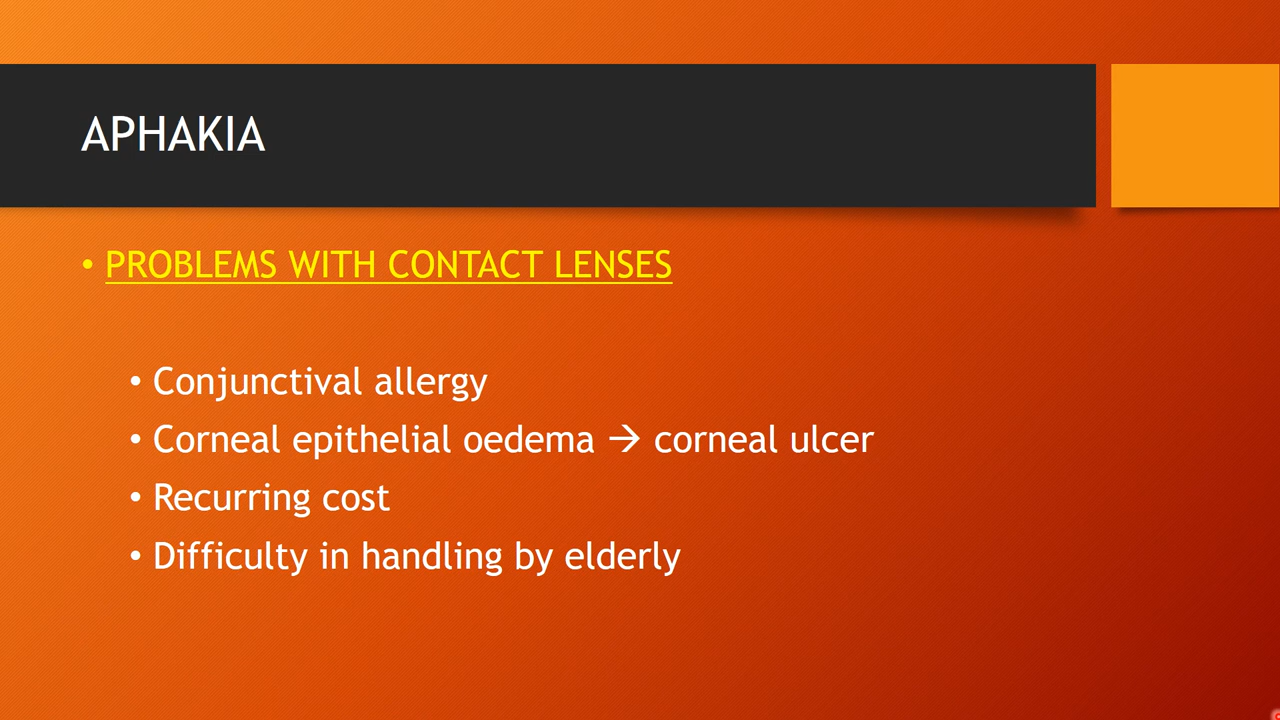 APHAKIA
• PROBLEMS WITH CONTACT LENSES
• Conjunctival allergy
• Corneal epithelial oedema → corneal ulcer
• Recurring cost
• Difficulty in handling by elderly